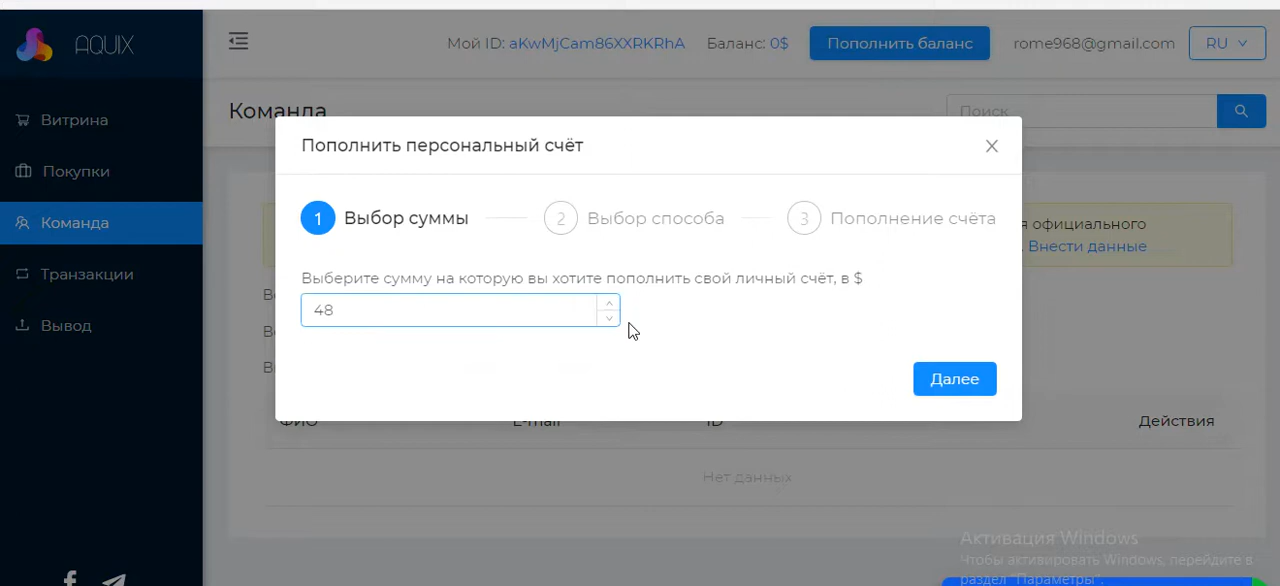 AQUIX
Мой ID: aKwMjCam86XXRKRhA Баланс: 0$ Пополнить баланс rome968@gmail.com RU
Витрина
Покупки
Команда
Транзакции
Вывод
Команда
Поиск
Пополнить персональный счёт
1 Выбор суммы 2 Выбор способа 3 Пополнение счёта
я официального
. Внести данные
Выберите сумму на которую вы хотите пополнить свой личный счёт, в $
48
Далее
ФИО E-mail ID Действия
Нет данных
Активация Windows
Чтобы активировать Windows, перейдите в
раздел "Параметры".